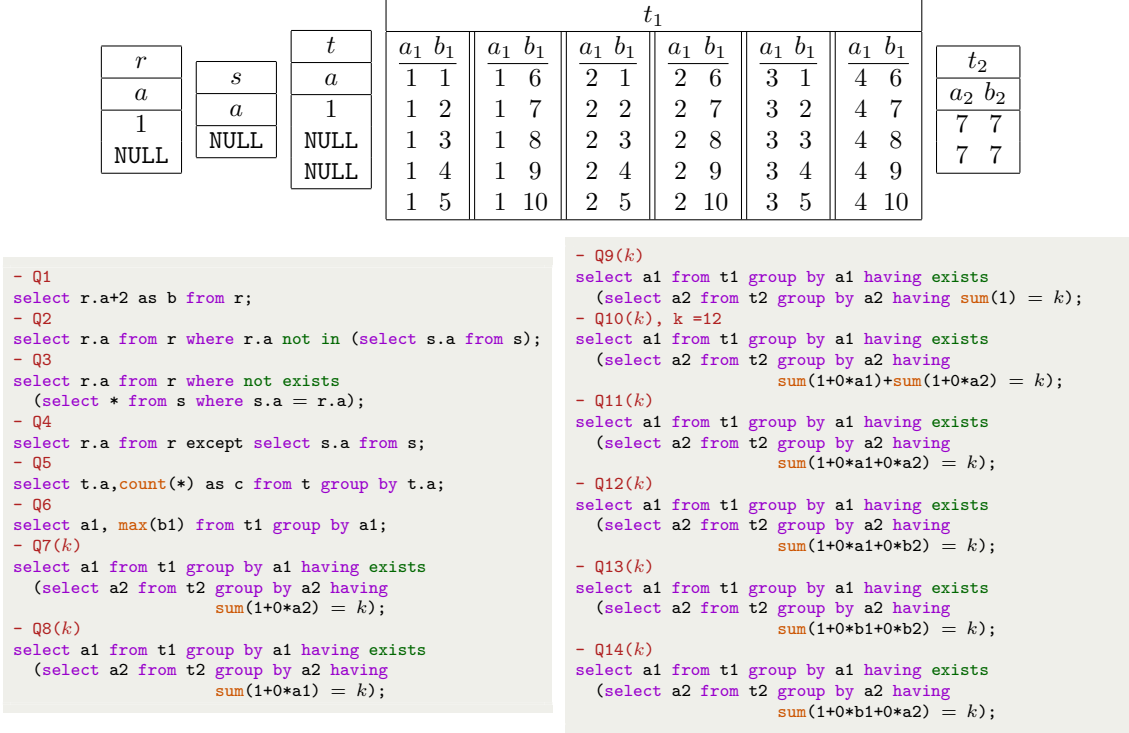 r
a
1
NULL
s
a
NULL
t
a
1
NULL
NULL
t1
a1 b1 a1 b1 a1 b1 a1 b1 a1 b1 a1 b1
1 1 1 6 2 1 2 6 3 1 4 6
1 2 1 7 2 2 2 7 3 2 4 7
1 3 1 8 2 3 2 8 3 3 4 8
1 4 1 9 2 4 2 9 3 4 4 9
1 5 1 10 2 5 2 10 3 5 4 10
t2
a2 b2
7 7
7 7
- Q1
select r.a+2 as b from r;
- Q2
select r.a from r where r.a not in (select s.a from s);
- Q3
select r.a from r where not exists
(select * from s where s.a = r.a);
- Q4
select r.a from r except select s.a from s;
- Q5
select t.a,count(*) as c from t group by t.a;
- Q6
select a1, max(b1) from t1 group by a1;
- Q7(k)
select a1 from t1 group by a1 having exists
(select a2 from t2 group by a2 having
sum(1+0*a2) = k);
- Q8(k)
select a1 from t1 group by a1 having exists
(select a2 from t2 group by a2 having
sum(1+0*a1) = k);
- Q9(k)
select a1 from t1 group by a1 having exists
(select a2 from t2 group by a2 having sum(1) = k);
- Q10(k), k =12
select a1 from t1 group by a1 having exists
(select a2 from t2 group by a2 having
sum(1+0*a1)+sum(1+0*a2) = k);
- Q11(k)
select a1 from t1 group by a1 having exists
(select a2 from t2 group by a2 having
sum(1+0*a1+0*a2) = k);
- Q12(k)
select a1 from t1 group by a1 having exists
(select a2 from t2 group by a2 having
sum(1+0*a1+0*b2) = k);
- Q13(k)
select a1 from t1 group by a1 having exists
(select a2 from t2 group by a2 having
sum(1+0*b1+0*b2) = k);
- Q14(k)
select a1 from t1 group by a1 having exists
(select a2 from t2 group by a2 having
sum(1+0*b1+0*a2) = k);